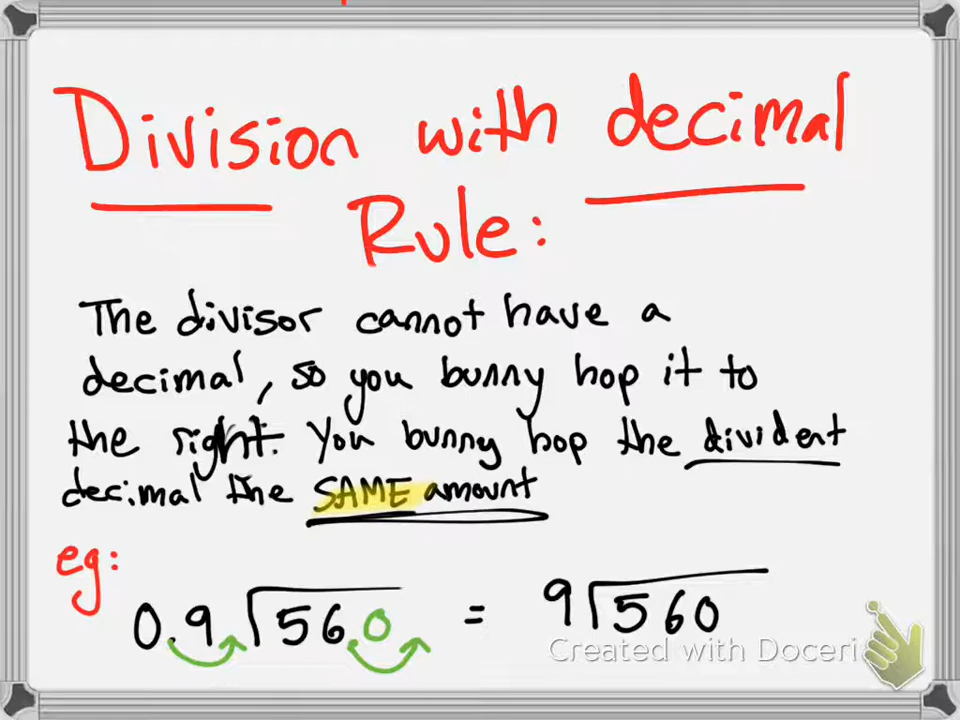 Division with decimal
Rule:
The divisor cannot have a
decimal, so you bunny hop it to
the right. You bunny hop the divident
decimal the SAME amount
eg:
0.9 √56.0 = 9 √560
Created with Doceri